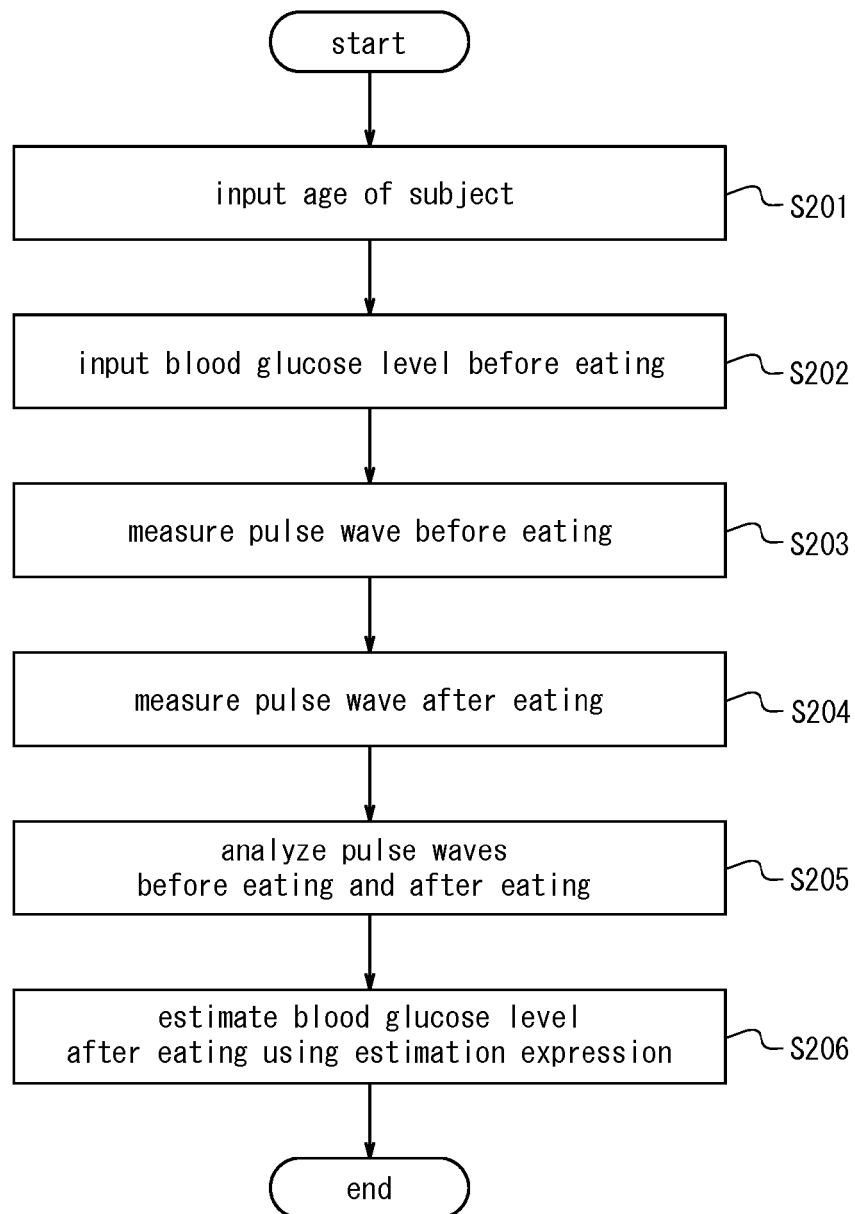 start
input age of subject
S201
input blood glucose level before eating
S202
measure pulse wave before eating
S203
measure pulse wave after eating
S204
analyze pulse waves
before eating and after eating
S205
estimate blood glucose level
after eating using estimation expression
S206
end